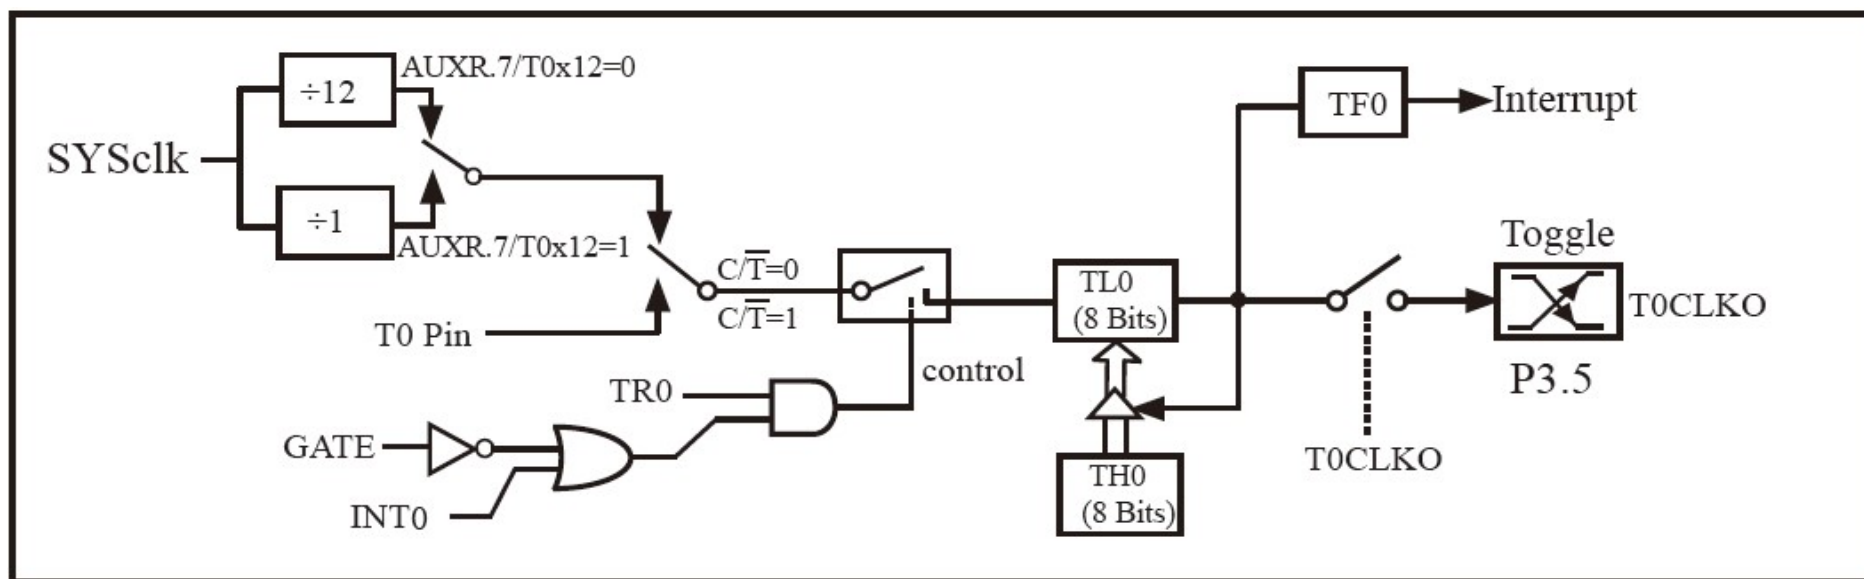 AUXR.7/T0x12=0
÷12
SYSclk
÷1
AUXR.7/T0x12=1
C/T̅=0
C/T̅=1
T0 Pin
TR0
GATE
INT0
control
TL0
(8 Bits)
TH0
(8 Bits)
TF0
Interrupt
Toggle
T0CLKO
P3.5
T0CLKO